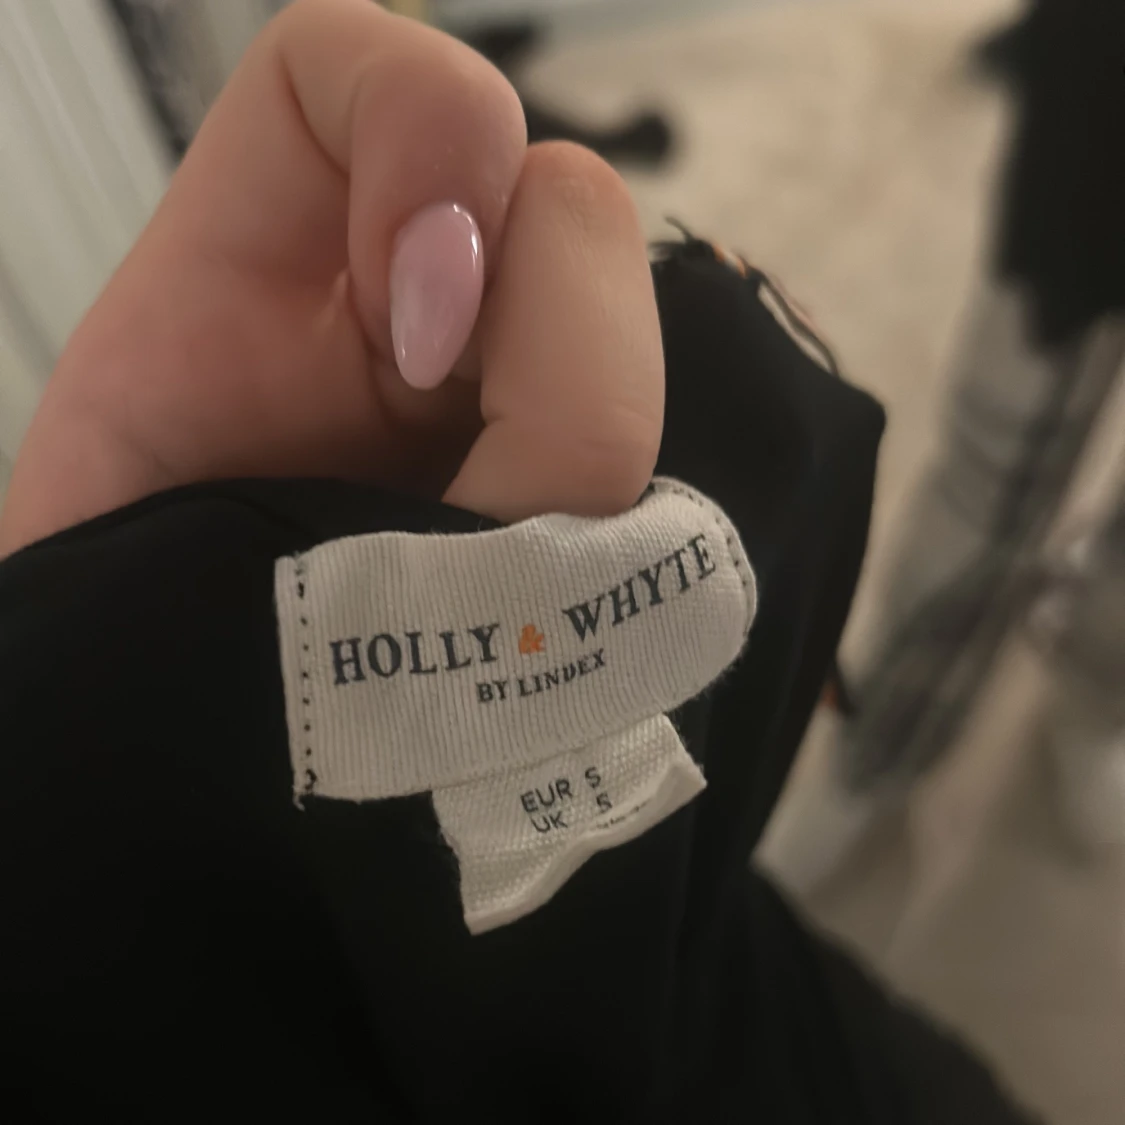 HOLLY & WHYTE
BY LINDEX
EUR S
UK S